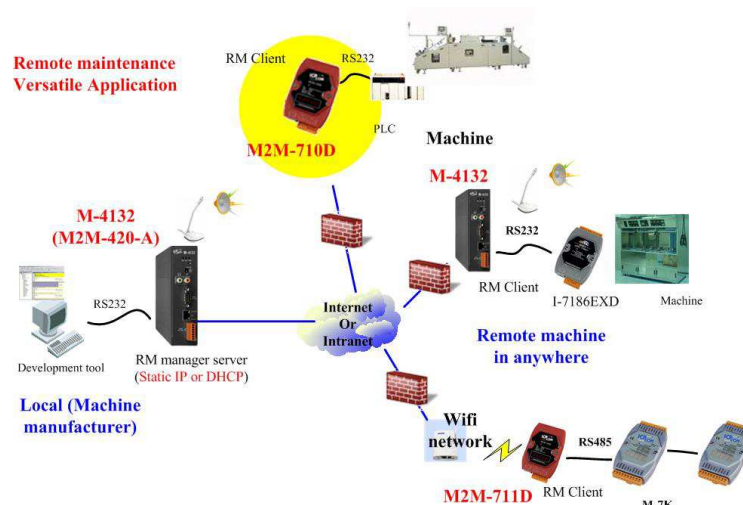 Remote maintenance
Versatile Application
RM Client
RS232
PLC
M2M-710D
Machine
M-4132
RS232
RM Client
I-7186EXD
Machine
M-4132
(M2M-420-A)
RS232
Development tool
RM manager server
(Static IP or DHCP)
Local (Machine
manufacturer)
Internet
Or
Intranet
Remote machine
in anywhere
Wifi
network
M2M-711D
RM Client
RS485
M-7K